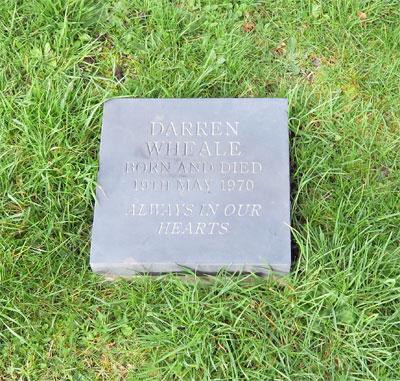 DARREN
WHEALE
BORN AND DIED
19TH MAY 1970
ALWAYS IN OUR
HEARTS